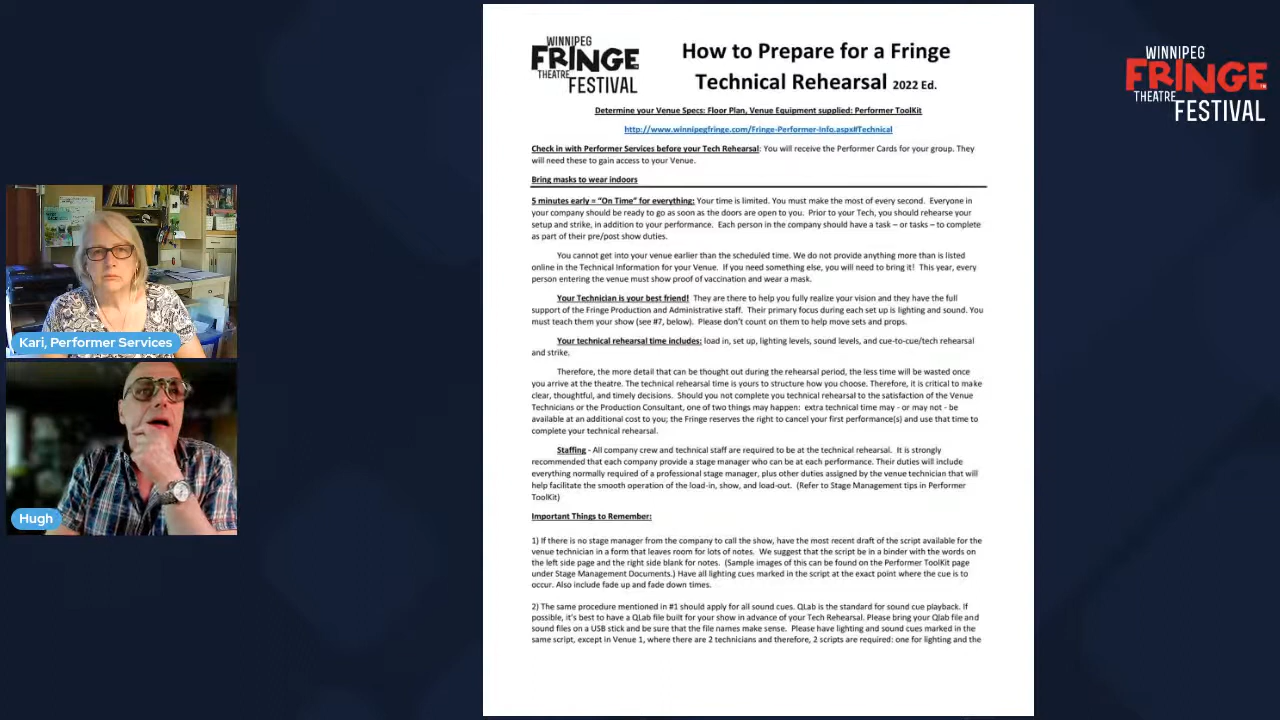 WINNIPEG
FRINGE
THEATRE
FESTIVAL
How to Prepare for a Fringe
Technical Rehearsal 2022 Ed.
Determine your Venue Specs: Floor Plan, Venue Equipment supplied: Performer ToolKit
http://www.winnipegfringe.com/Fringe-Performer-Info.aspx#Technical
Check in with Performer Services before your Tech Rehearsal: You will receive the Performer Cards for your group. They
will need these to gain access to your Venue.
Bring masks to wear indoors
5 minutes early = “On Time” for everything: Your time is limited. You must make the most of every second. Everyone in
your company should be ready to go as soon as the doors are open to you. Prior to your Tech, you should rehearse your
setup and strike, in addition to your performance. Each person in the company should have a task – or tasks – to complete
as part of their pre/post show duties.
You cannot get into your venue earlier than the scheduled time. We do not provide anything more than is listed
online in the Technical Information for your Venue. If you need something else, you will need to bring it! This year, every
person entering the venue must show proof of vaccination and wear a mask.
Your Technician is your best friend! They are there to help you fully realize your vision and they have the full
support of the Fringe Production and Administrative staff. Their primary focus during each set up is lighting and sound. You
must teach them your show (see #7, below). Please don’t count on them to help move sets and props.
Your technical rehearsal time includes: load in, set up, lighting levels, sound levels, and cue-to-cue/tech rehearsal
and strike.
Therefore, the more detail that can be thought out during the rehearsal period, the less time will be wasted once
you arrive at the theatre. The technical rehearsal time is yours to structure how you choose. Therefore, it is critical to make
clear, thoughtful, and timely decisions. Should you not complete you technical rehearsal to the satisfaction of the Venue
Technicians or the Production Consultant, one of two things may happen: extra technical time may - or may not - be
available at an additional cost to you; the Fringe reserves the right to cancel your first performance(s) and use that time to
complete your technical rehearsal.
Staffing - All company crew and technical staff are required to be at the technical rehearsal. It is strongly
recommended that each company provide a stage manager who can be at each performance. Their duties will include
everything normally required of a professional stage manager, plus other duties assigned by the venue technician that will
help facilitate the smooth operation of the load-in, show, and load-out. (Refer to Stage Management tips in Performer
ToolKit)
Important Things to Remember:
1) If there is no stage manager from the company to call the show, have the most recent draft of the script available for the
venue technician in a form that leaves room for lots of notes. We suggest that the script be in a binder with the words on
the left side page and the right side blank for notes. (Sample images of this can be found on the Performer ToolKit page
under Stage Management Documents.) Have all lighting cues marked in the script at the exact point where the cue is to
occur. Also include fade up and fade down times.
2) The same procedure mentioned in #1 should apply for all sound cues. QLab is the standard for sound cue playback. If
possible, it’s best to have a QLab file built for your show in advance of your Tech Rehearsal. Please bring your Qlab file and
sound files on a USB stick and be sure that the file names make sense. Please have lighting and sound cues marked in the
same script, except in Venue 1, where there are 2 technicians and therefore, 2 scripts are required: one for lighting and the
WINNIPEG
FRINGE
THEATRE
FESTIVAL
Kari, Performer Services
Hugh